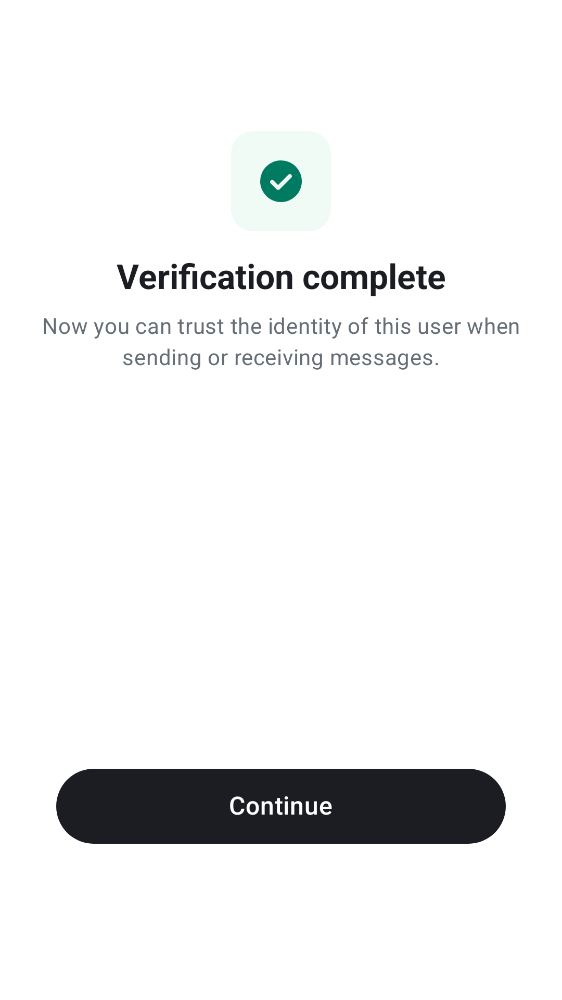 Verification complete
Now you can trust the identity of this user when
sending or receiving messages.
Continue